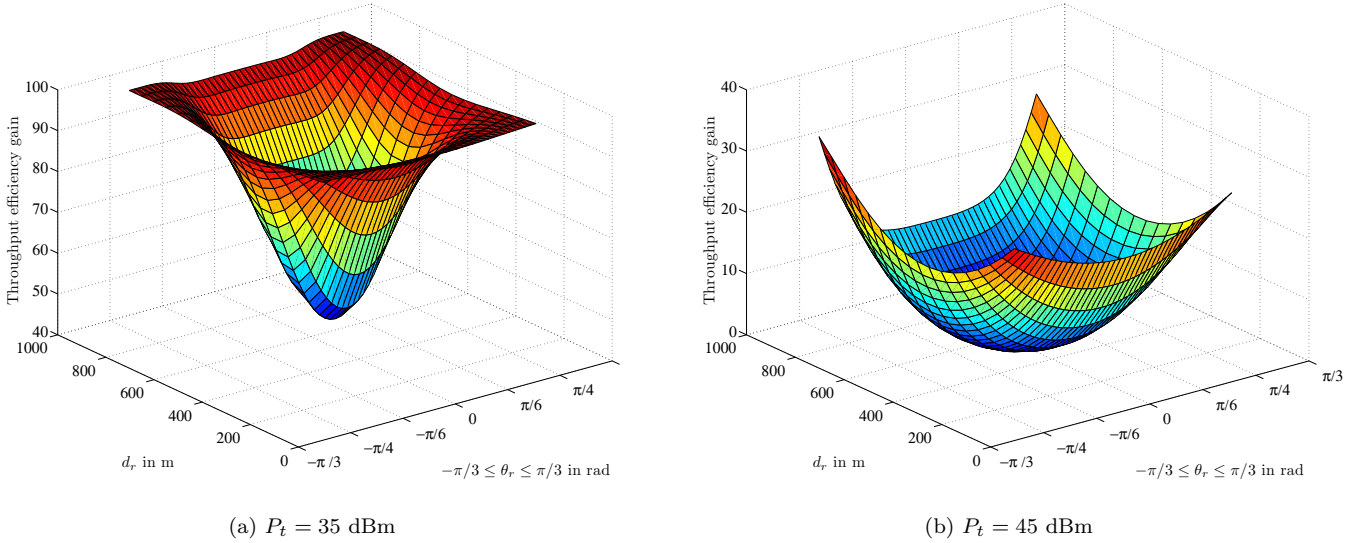 Throughput efficiency gain
100
90
80
70
60
50
40
1000
800
600
400
200
0
−π/3
−π/4
−π/6
0
π/6
π/4
d_r in m
−π/3 ≤ θ_r ≤ π/3 in rad
(a) P_t = 35 dBm
Throughput efficiency gain
40
30
20
10
0
1000
800
600
400
200
0
−π/3
−π/4
−π/6
0
π/6
π/4
π/3
d_r in m
−π/3 ≤ θ_r ≤ π/3 in rad
(b) P_t = 45 dBm